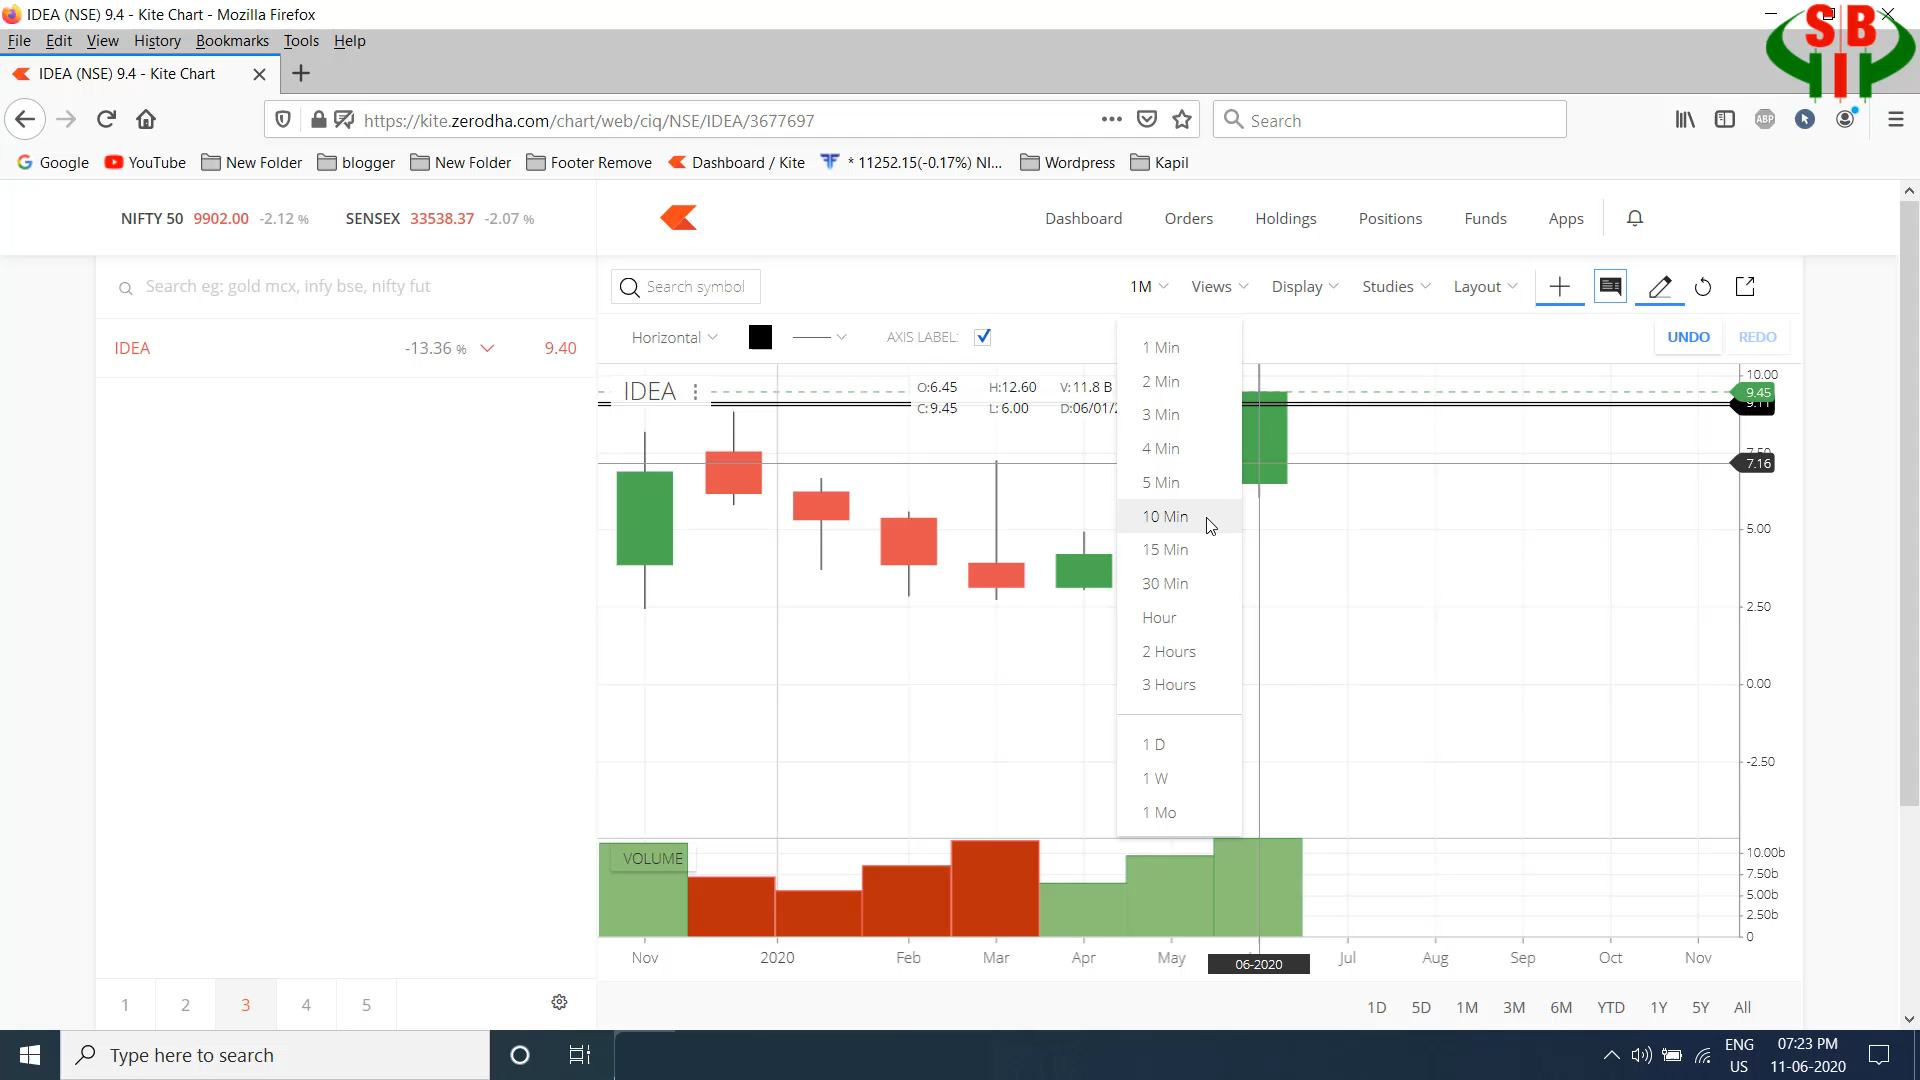 IDEA (NSE) 9.4 - Kite Chart - Mozilla Firefox
File Edit View History Bookmarks Tools Help
SB
IDEA (NSE) 9.4 - Kite Chart
https://kite.zerodha.com/chart/web/ciq/NSE/IDEA/3677697
Search
ABP
Google YouTube New Folder blogger New Folder Footer Remove Dashboard / Kite * 11252.15(-0.17%) NI... Wordpress Kapil
NIFTY 50 9902.00 -2.12 % SENSEX 33538.37 -2.07 %
Dashboard Orders Holdings Positions Funds Apps
Search eg: gold mcx, infy bse, nifty fut
Search symbol
1M Views Display Studies Layout
IDEA -13.36 % 9.40
Horizontal AXIS LABEL: UNDO REDO
IDEA
O:6.45 H:12.60 V:11.8 B
C:9.45 L:6.00 D:06/01/2
1 Min
2 Min
3 Min
4 Min
5 Min
10 Min
15 Min
30 Min
Hour
2 Hours
3 Hours
1 D
1 W
1 Mo
10.00
9.45
9.11
7.50
7.16
5.00
2.50
0.00
-2.50
VOLUME
10.00b
7.50b
5.00b
2.50b
0
Nov 2020 Feb Mar Apr May 06-2020 Jul Aug Sep Oct Nov
1 2 3 4 5
1D 5D 1M 3M 6M YTD 1Y 5Y All
Type here to search
ENG
US
07:23 PM
11-06-2020